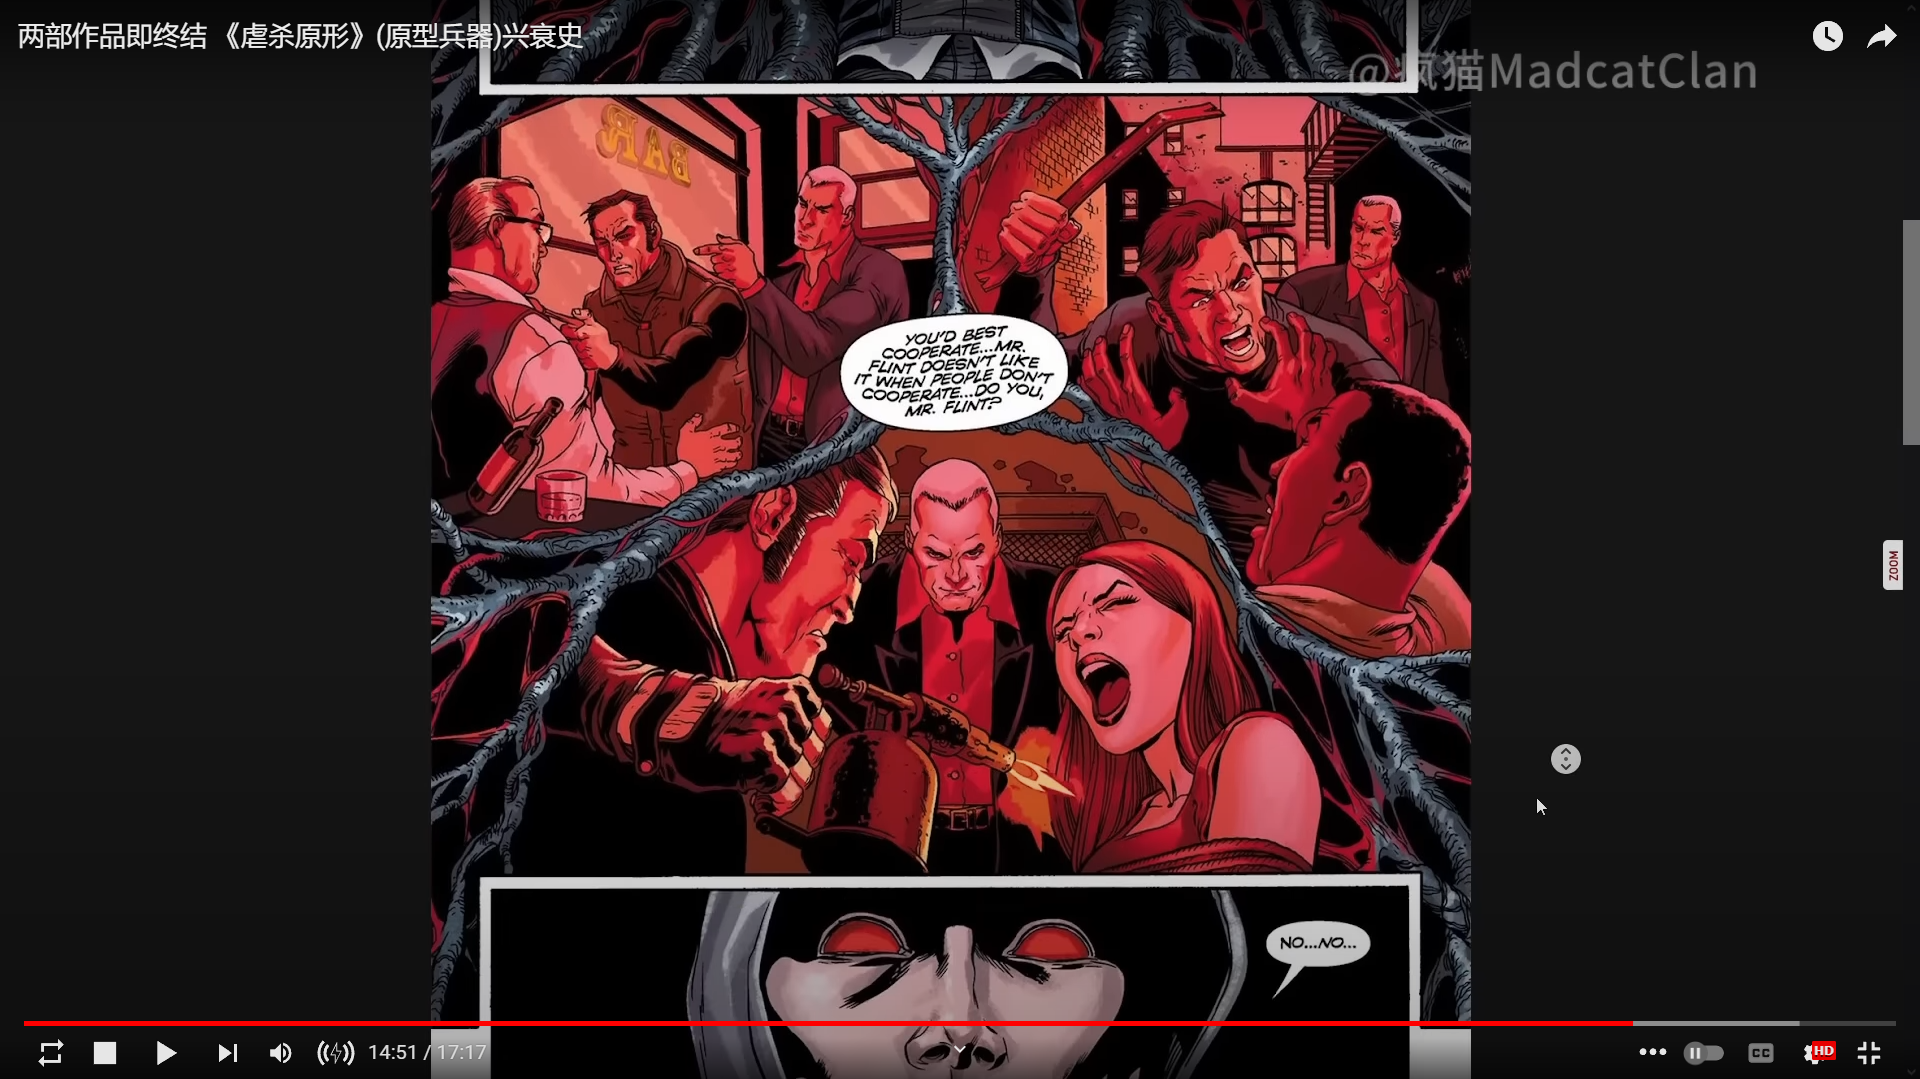 两部作品即终结 《虐杀原形》(原型兵器)兴衰史
@疯猫MadcatClan
BAR
YOU'D BEST
COOPERATE...MR.
FLINT DOESN'T LIKE
IT WHEN PEOPLE DON'T
COOPERATE...DO YOU,
MR. FLINT?
ZOOM
NO...NO...
14:51 / 17:17
CC
HD